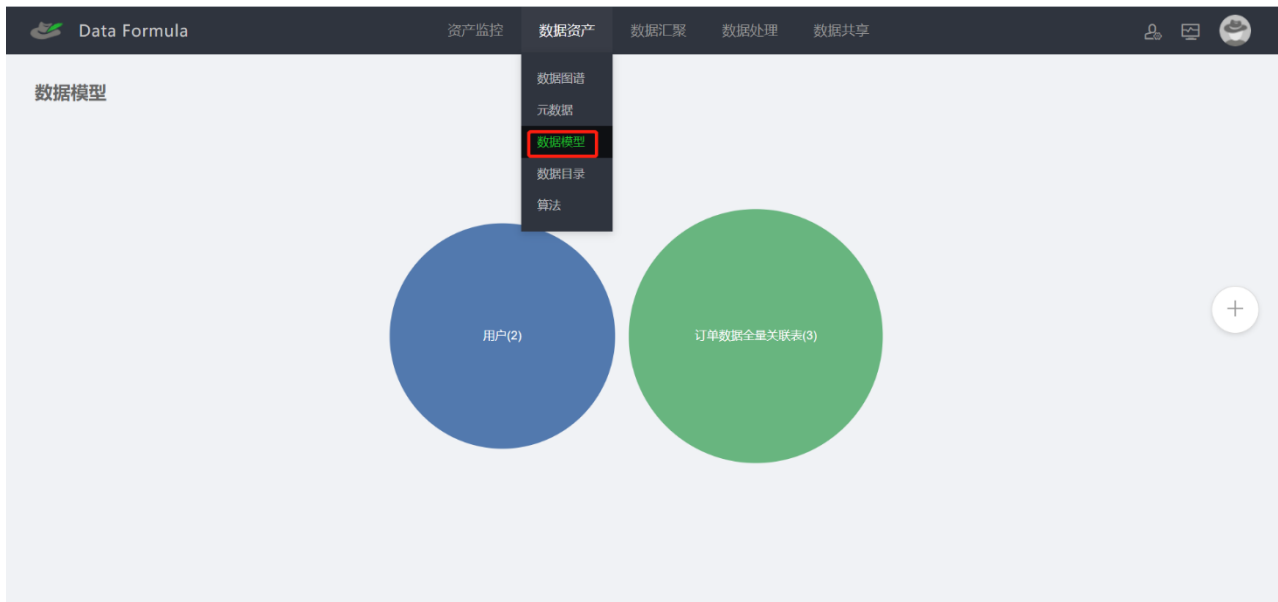 Data Formula
资产监控 数据资产 数据汇聚 数据处理 数据共享
数据模型
数据图谱
元数据
数据模型
数据目录
算法
用户(2)
订单数据全量关联表(3)